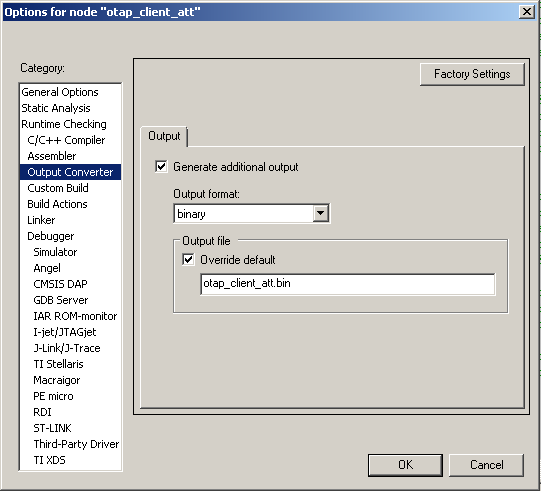 Options for node "otap_client_att"
Category:
General Options
Static Analysis
Runtime Checking
C/C++ Compiler
Assembler
Output Converter
Custom Build
Build Actions
Linker
Debugger
Simulator
Angel
CMSIS DAP
GDB Server
IAR ROM-monitor
I-jet/JTAGjet
J-Link/J-Trace
TI Stellaris
Macraigor
PE micro
RDI
ST-LINK
Third-Party Driver
TI XDS
Factory Settings
Output
Generate additional output
Output format:
binary
Output file
Override default
otap_client_att.bin
OK
Cancel